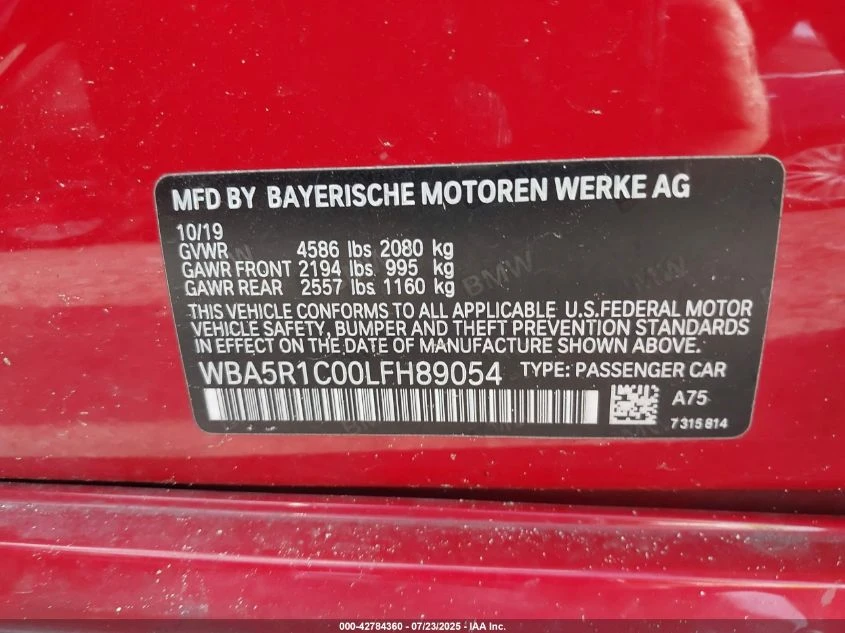 MFD BY BAYERISCHE MOTOREN WERKE AG
10/19
GVWR 4586 lbs 2080 kg
GAWR FRONT 2194 lbs 995 kg
GAWR REAR 2557 lbs 1160 kg
THIS VEHICLE CONFORMS TO ALL APPLICABLE U.S.FEDERAL MOTOR
VEHICLE SAFETY, BUMPER AND THEFT PREVENTION STANDARDS
IN EFFECT ON THE DATE OF MANUFACTURE SHOWN ABOVE.
WBA5R1C00LFH89054 TYPE: PASSENGER CAR
A75
7315814
BMW
000-42784360 - 07/23/2025 - IAA Inc.